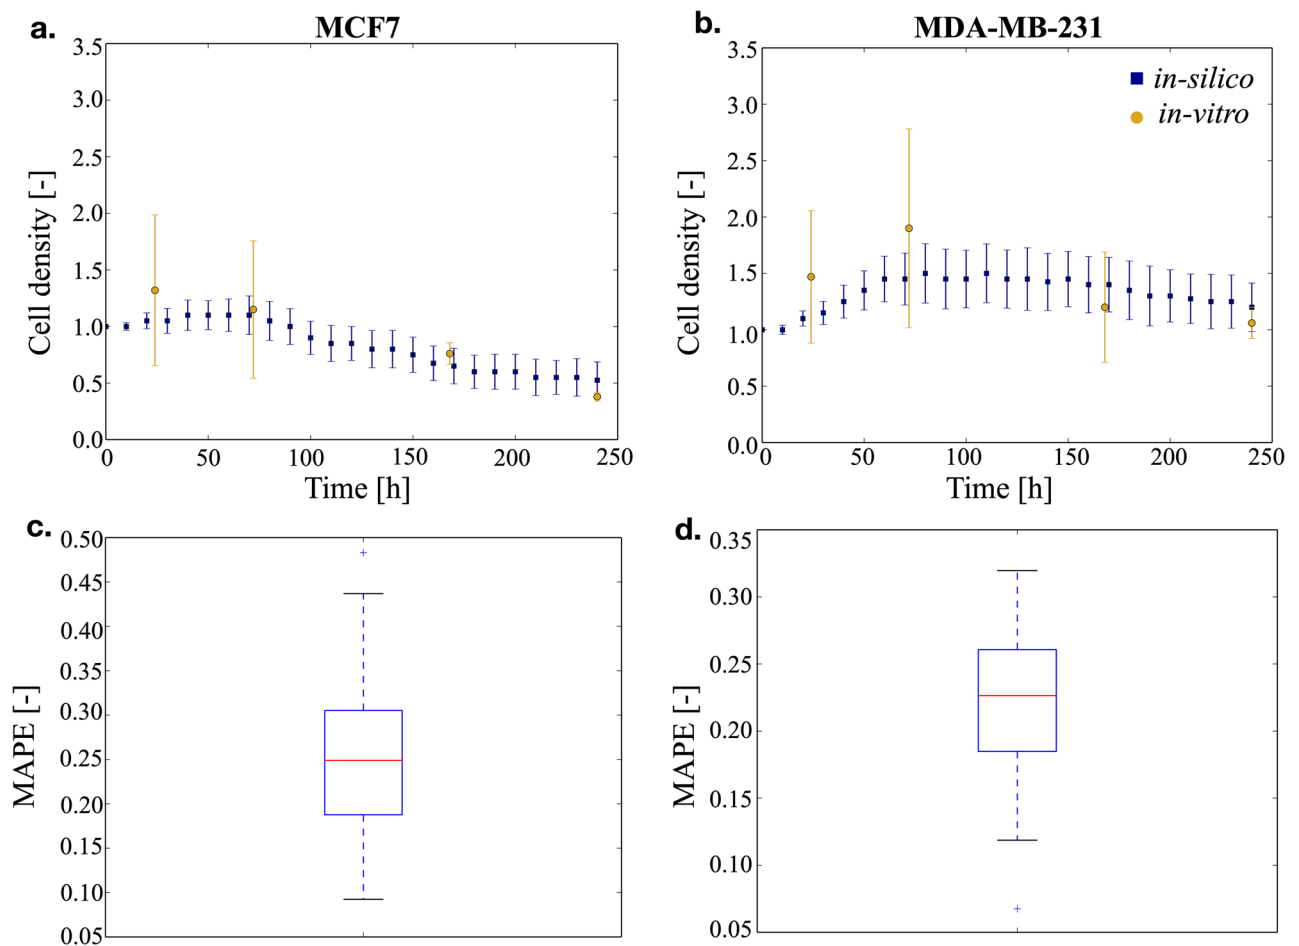 a.
MCF7
3.5
3.0
2.5
2.0
1.5
1.0
0.5
0.0
Cell density [-]
0 50 100 150 200 250
Time [h]
b.
MDA-MB-231
in-silico
in-vitro
3.5
3.0
2.5
2.0
1.5
1.0
0.5
0.0
Cell density [-]
0 50 100 150 200 250
Time [h]
c.
0.50
0.45
0.40
0.35
0.30
0.25
0.20
0.15
0.10
0.05
MAPE [-]
d.
0.35
0.30
0.25
0.20
0.15
0.10
0.05
MAPE [-]